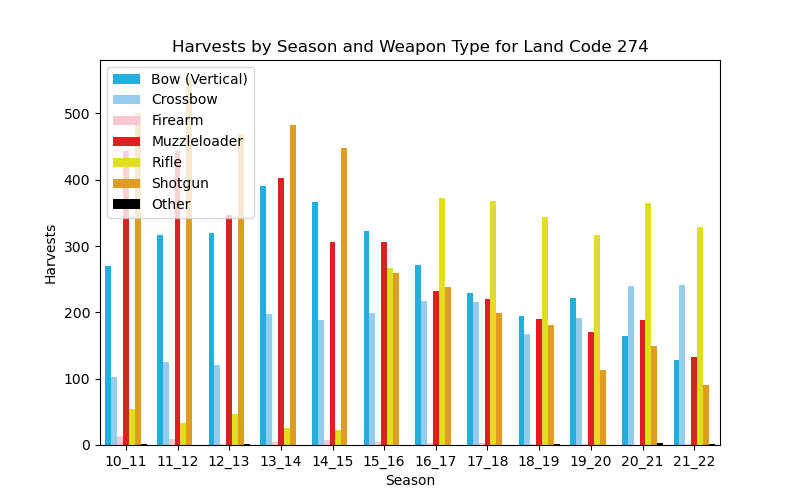 Harvests by Season and Weapon Type for Land Code 274
Bow (Vertical)
Crossbow
Firearm
Muzzleloader
Rifle
Shotgun
Other
Harvests
500
400
300
200
100
0
10_11 11_12 12_13 13_14 14_15 15_16 16_17 17_18 18_19 19_20 20_21 21_22
Season